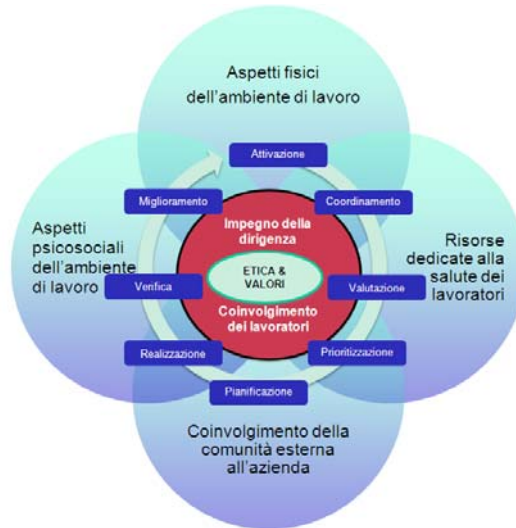 Aspetti fisici
dell'ambiente di lavoro
Attivazione
Miglioramento
Coordinamento
Impegno della
dirigenza
Aspetti
psicosociali
dell'ambiente
di lavoro
Risorse
dedicate alla
salute dei
lavoratori
ETICA &
VALORI
Verifica
Valutazione
Coinvolgimento
dei lavoratori
Realizzazione
Prioritizzazione
Pianificazione
Coinvolgimento della
comunità esterna
all'azienda